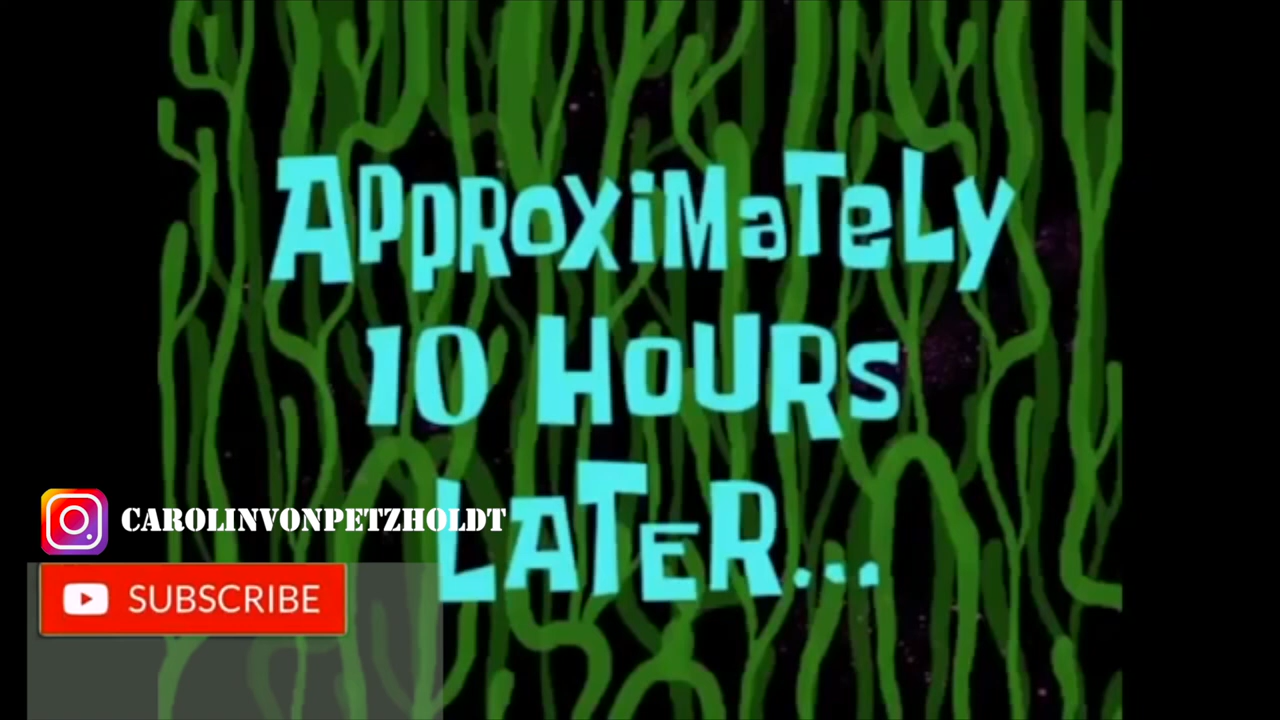 APPROXiMaTeLy
10 HoURS
LATER...
CAROLINVONPETZHOLDT
SUBSCRIBE